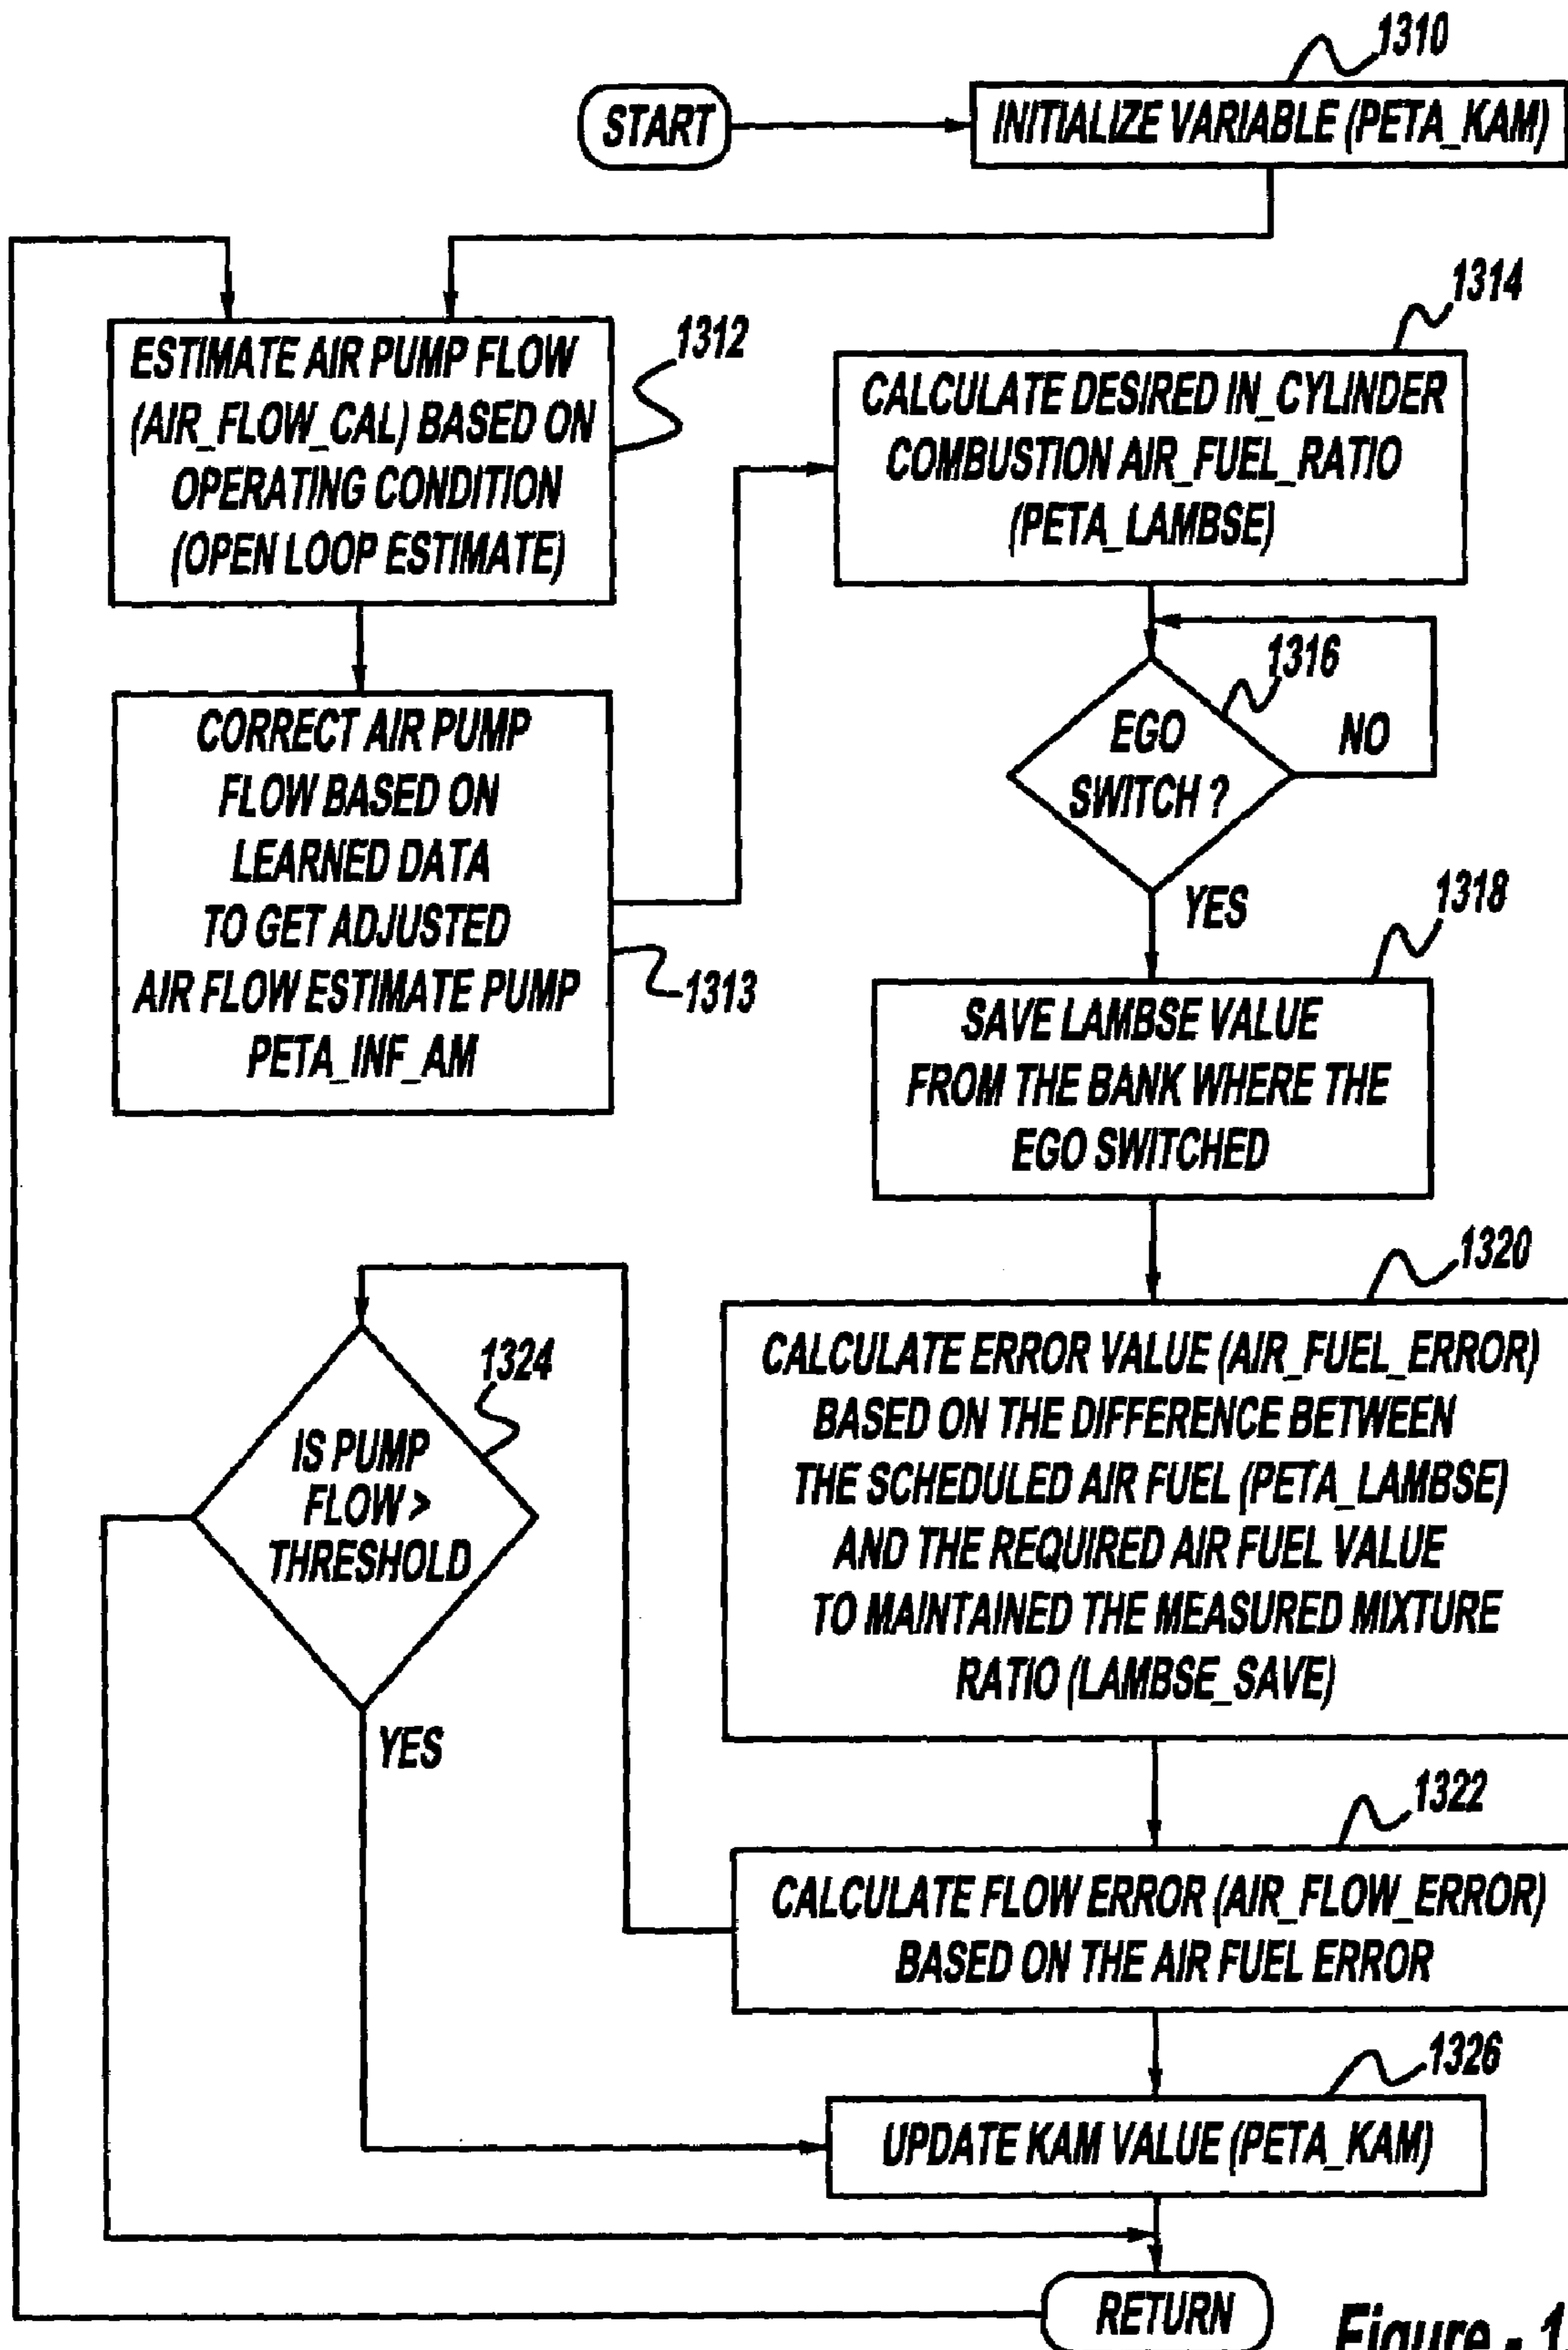 1310
START
INITIALIZE VARIABLE (PETA_KAM)
ESTIMATE AIR PUMP FLOW
(AIR_FLOW_CAL) BASED ON
OPERATING CONDITION
(OPEN LOOP ESTIMATE)
1312
CORRECT AIR PUMP
FLOW BASED ON
LEARNED DATA
TO GET ADJUSTED
AIR FLOW ESTIMATE PUMP
PETA_INF_AM
1313
1314
CALCULATE DESIRED IN_CYLINDER
COMBUSTION AIR_FUEL_RATIO
(PETA_LAMBSE)
1316
EGO
SWITCH ?
NO
YES
1318
SAVE LAMBSE VALUE
FROM THE BANK WHERE THE
EGO SWITCHED
1320
CALCULATE ERROR VALUE (AIR_FUEL_ERROR)
BASED ON THE DIFFERENCE BETWEEN
THE SCHEDULED AIR FUEL (PETA_LAMBSE)
AND THE REQUIRED AIR FUEL VALUE
TO MAINTAINED THE MEASURED MIXTURE
RATIO (LAMBSE_SAVE)
1322
CALCULATE FLOW ERROR (AIR_FLOW_ERROR)
BASED ON THE AIR FUEL ERROR
1324
IS PUMP
FLOW >
THRESHOLD
YES
1326
UPDATE KAM VALUE (PETA_KAM)
RETURN
Figure - 1